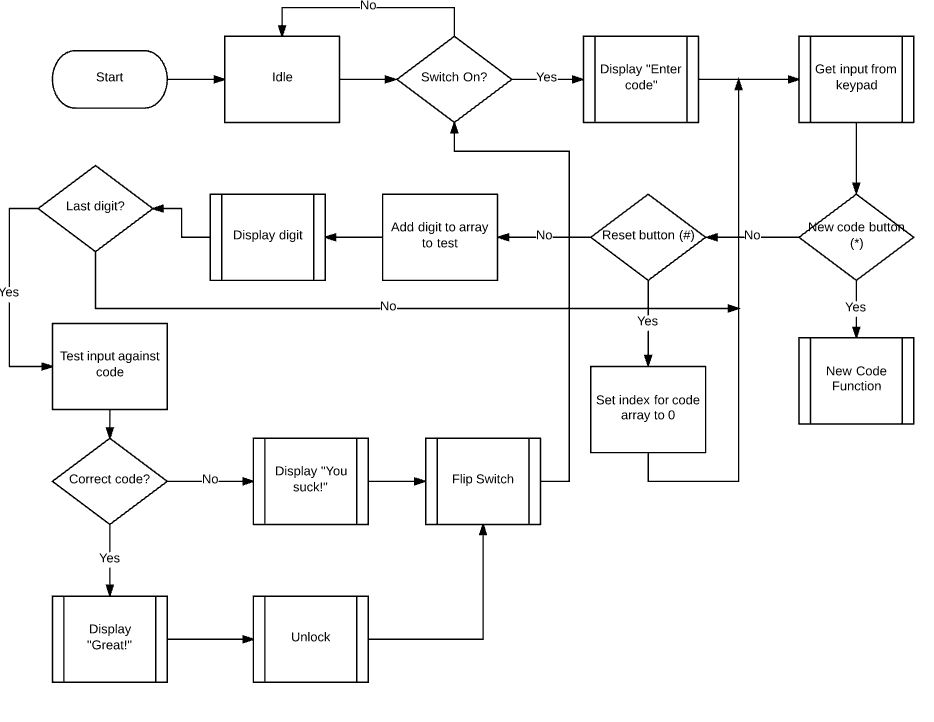 No
Start
Idle
Switch On?
Yes
Display "Enter
code"
Get input from
keypad
Last digit?
Display digit
Add digit to array
to test
No
Reset button (#)
No
New code button
(*)
Yes
No
Yes
Yes
Test input against
code
Set index for code
array to 0
New Code
Function
Correct code?
No
Display "You
suck!"
Flip Switch
Yes
Display
"Great!"
Unlock